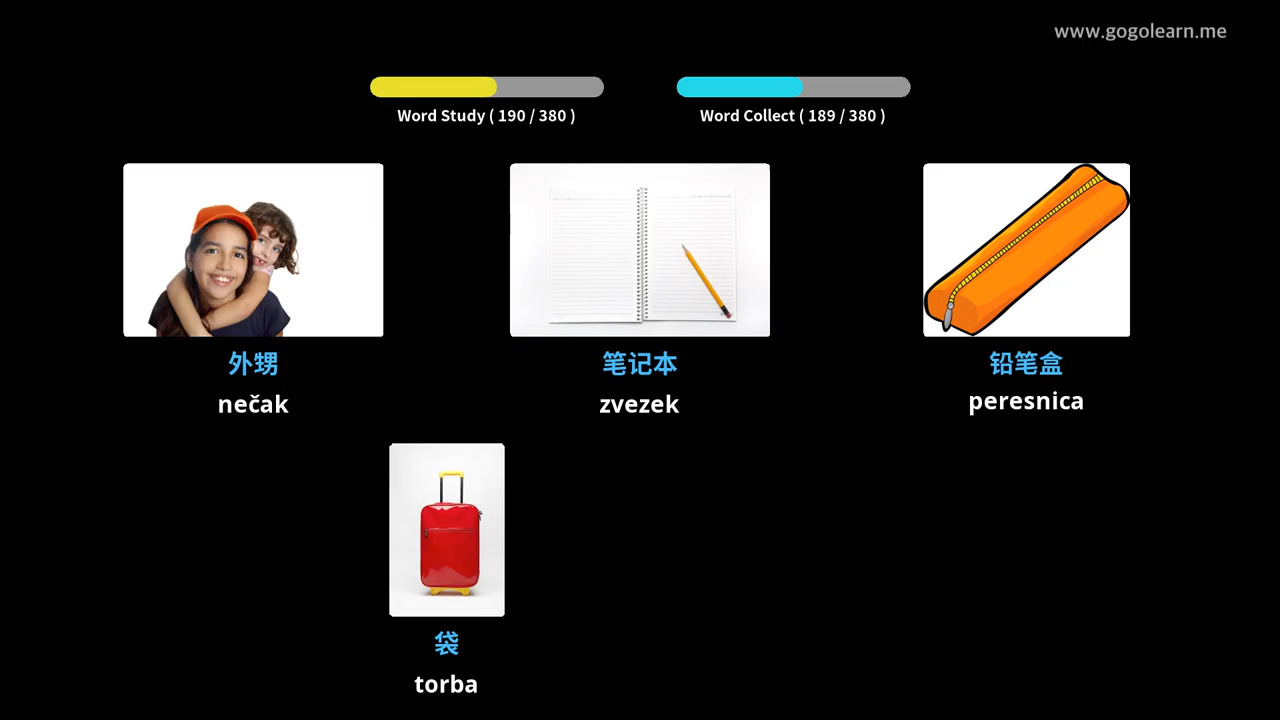 www.gogolearn.me
Word Study ( 190 / 380 )
Word Collect ( 189 / 380 )
外甥
nečak
笔记本
zvezek
铅笔盒
peresnica
袋
torba